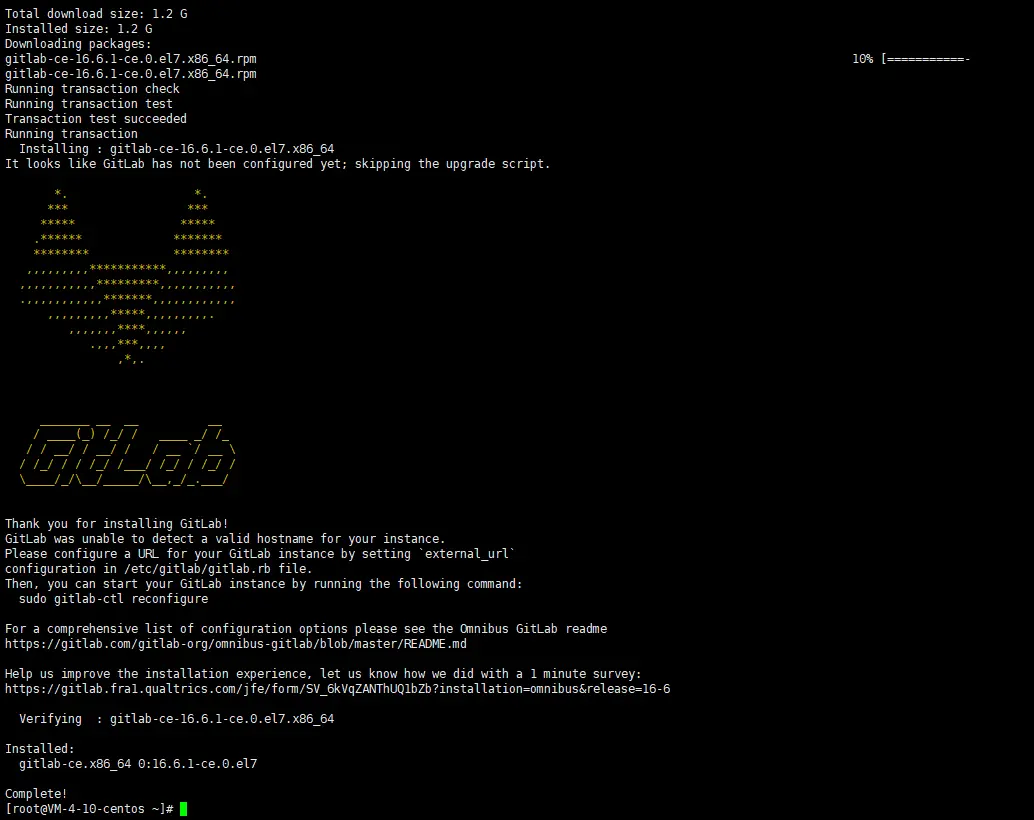 Total download size: 1.2 G
Installed size: 1.2 G
Downloading packages:
gitlab-ce-16.6.1-ce.0.el7.x86_64.rpm 10% [===========-
gitlab-ce-16.6.1-ce.0.el7.x86_64.rpm
Running transaction check
Running transaction test
Transaction test succeeded
Running transaction
  Installing : gitlab-ce-16.6.1-ce.0.el7.x86_64
It looks like GitLab has not been configured yet; skipping the upgrade script.
       *.                  *.
      ***                 ***
     *****               *****
    .******             *******
    ********            ********
   ,,,,,,,,,***********,,,,,,,,,
  ,,,,,,,,,,,*********,,,,,,,,,,,
  .,,,,,,,,,,,*******,,,,,,,,,,,,
      ,,,,,,,,,*****,,,,,,,,,.
         ,,,,,,,****,,,,,,
            .,,,***,,,,
                ,*,.
     _______ __  __          __
    / ____(_) /_/ /   ____ _/ /_
   / / __/ / __/ /   / __ `/ __ \
  / /_/ / / /_/ /___/ /_/ / /_/ /
  \____/_/\__/_____/\__,_/_.___/
Thank you for installing GitLab!
GitLab was unable to detect a valid hostname for your instance.
Please configure a URL for your GitLab instance by setting `external_url`
configuration in /etc/gitlab/gitlab.rb file.
Then, you can start your GitLab instance by running the following command:
  sudo gitlab-ctl reconfigure
For a comprehensive list of configuration options please see the Omnibus GitLab readme
https://gitlab.com/gitlab-org/omnibus-gitlab/blob/master/README.md
Help us improve the installation experience, let us know how we did with a 1 minute survey:
https://gitlab.fra1.qualtrics.com/jfe/form/SV_6kVqZANThUQ1bZb?installation=omnibus&release=16-6
  Verifying  : gitlab-ce-16.6.1-ce.0.el7.x86_64
Installed:
  gitlab-ce.x86_64 0:16.6.1-ce.0.el7
Complete!
[root@VM-4-10-centos ~]#